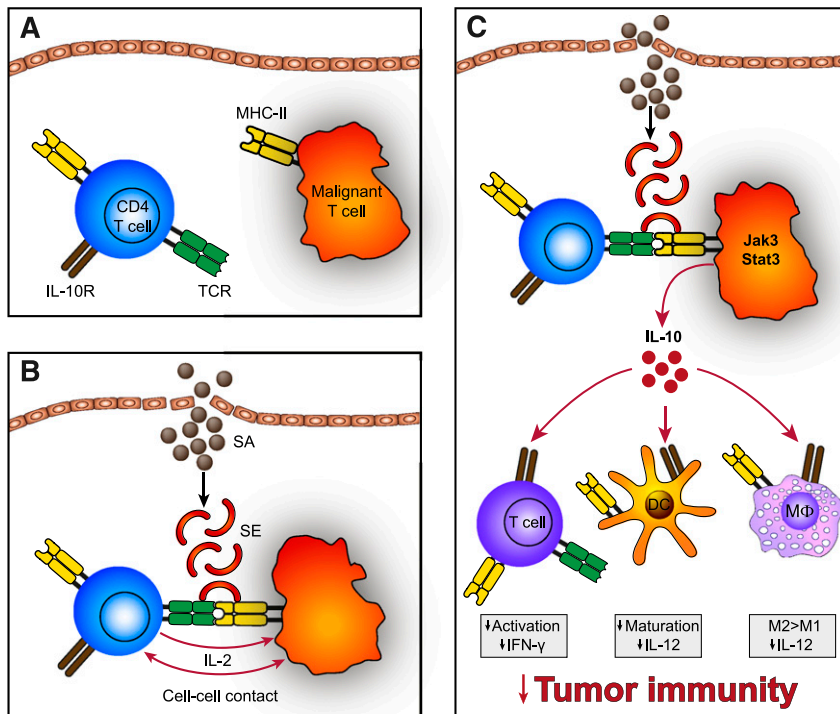 A
MHC-II
CD4
T cell
Malignant
T cell
IL-10R
TCR
B
SA
SE
IL-2
Cell-cell contact
C
Jak3
Stat3
IL-10
T cell
DC
MΦ
↓Activation
↓IFN-γ
↓Maturation
↓IL-12
M2>M1
↓IL-12
↓Tumor immunity